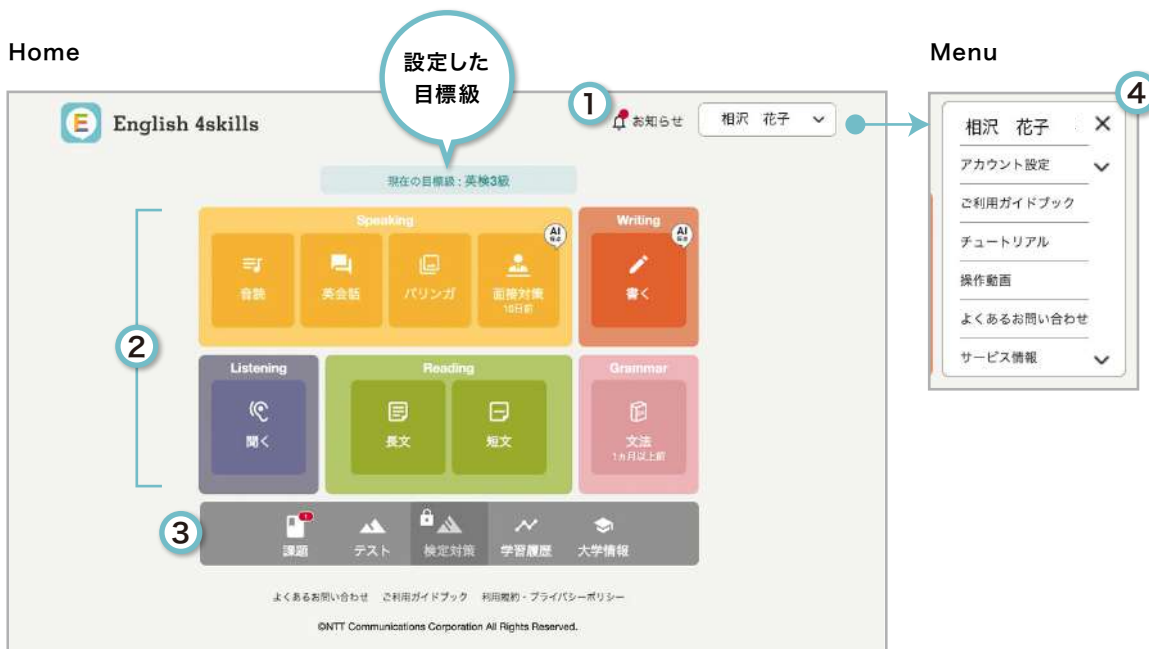 Home
設定した
目標級
Menu
1
4
E
English 4skills
お知らせ
相沢 花子
相沢 花子
現在の目標級：英検3級
アカウント設定
ご利用ガイドブック
チュートリアル
操作動画
よくあるお問い合わせ
サービス情報
2
Speaking
Writing
AI
AI
音読
英会話
パリンガ
面接対策
10日前
書く
Listening
Reading
Grammar
聞く
長文
短文
文法
1ヵ月以上前
3
1
課題
テスト
検定対策
学習履歴
大学情報
よくあるお問い合わせ ご利用ガイドブック 利用規約・プライバシーポリシー
©NTT Communications Corporation All Rights Reserved.